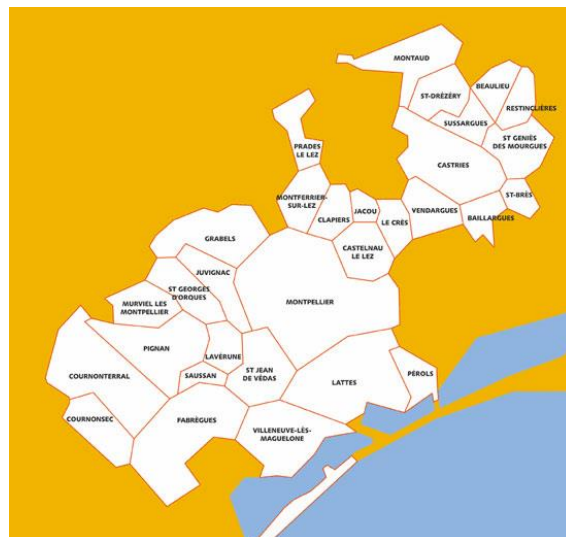 MONTAUD
BEAULIEU
ST-DRÉZÉRY
RESTINCLIÈRES
SUSSARGUES
ST GENIÈS
DES MOURGUES
PRADES
LE LEZ
CASTRIES
ST-BRÈS
MONTFERRIER-
SUR-LEZ
CLAPIERS
JACOU
LE CRÈS
VENDARGUES
BAILLARGUES
GRABELS
CASTELNAU
LE LEZ
JUVIGNAC
ST GEORGES
D'ORQUES
MURVIEL LES
MONTPELLIER
MONTPELLIER
PIGNAN
LAVÉRUNE
COURNONTERRAL
SAUSSAN
ST JEAN
DE VÉDAS
LATTES
PÉROLS
COURNONSEC
FABRÈGUES
VILLENEUVE-LÈS-
MAGUELONE